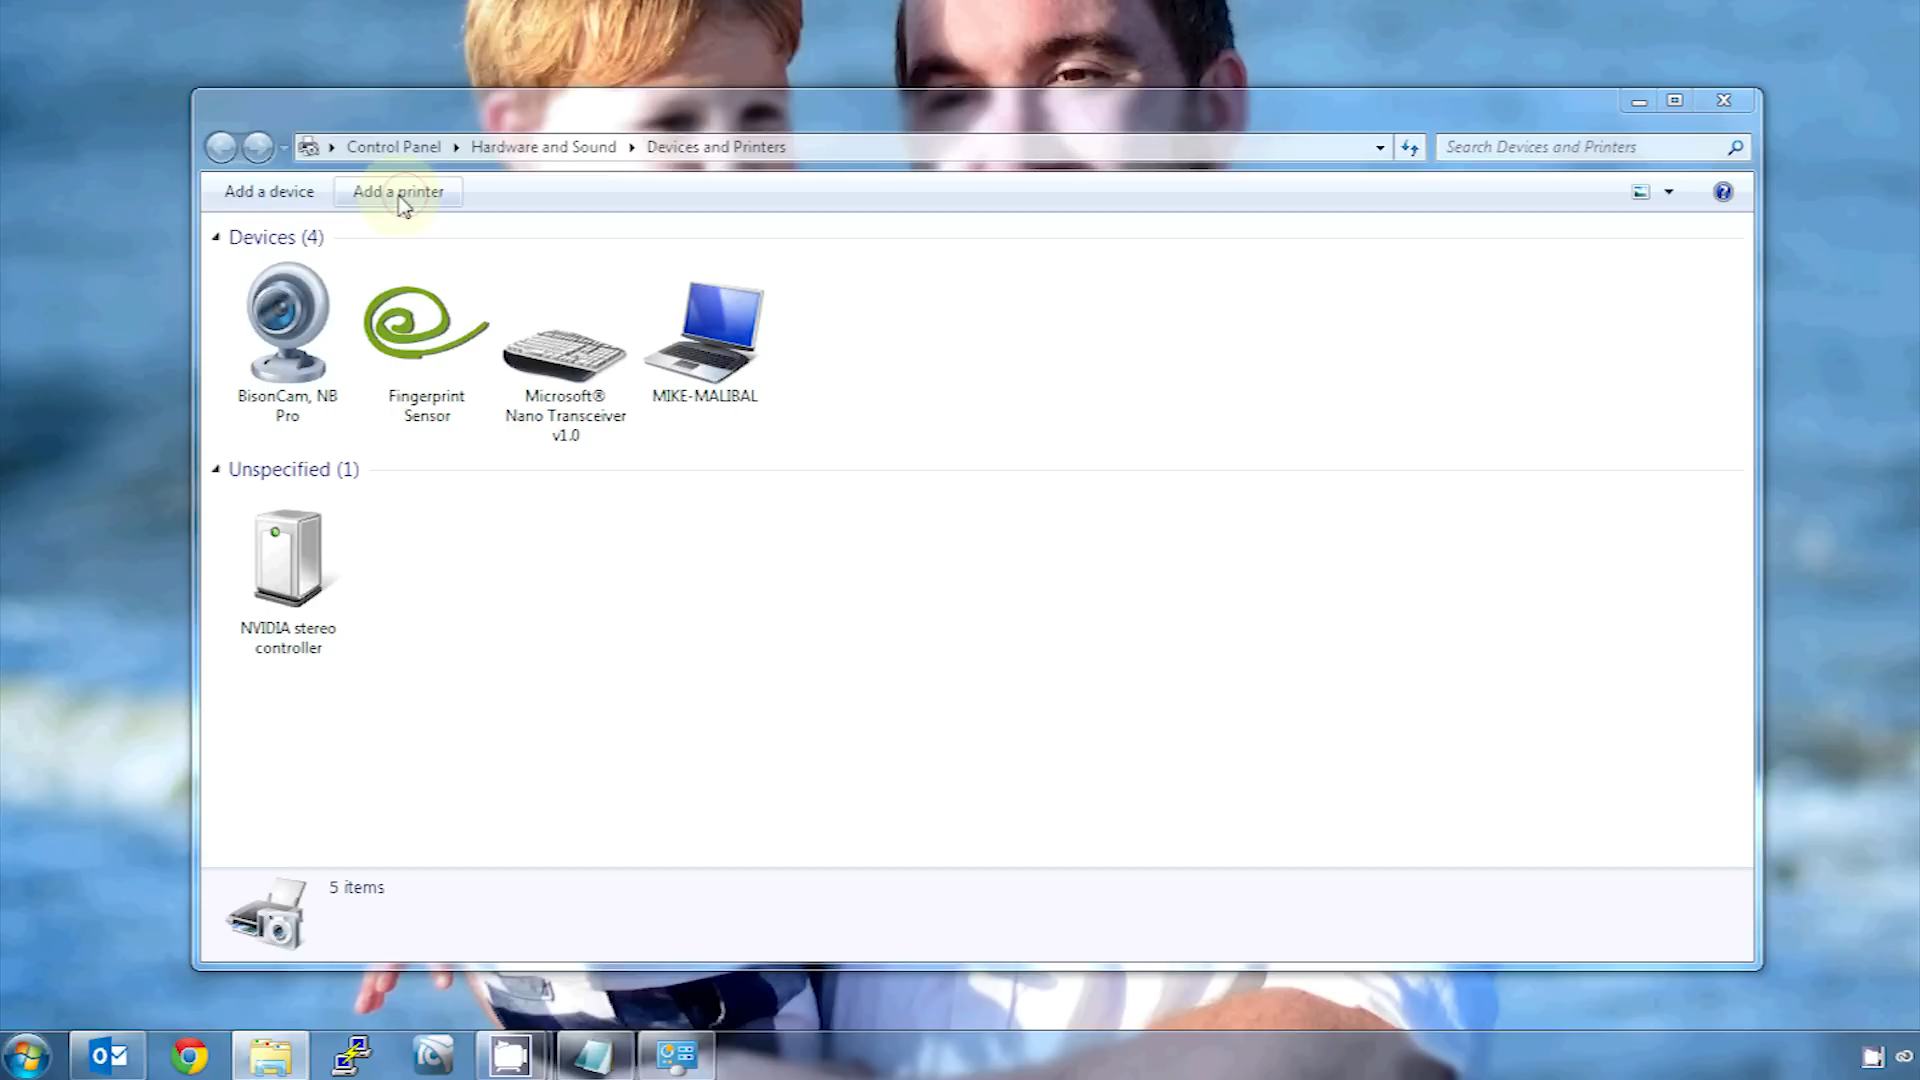 Control Panel Hardware and Sound Devices and Printers
Search Devices and Printers
Add a device Add a printer
Devices (4)
BisonCam, NB
Pro
Fingerprint
Sensor
Microsoft®
Nano Transceiver
v1.0
MIKE-MALIBAL
Unspecified (1)
NVIDIA stereo
controller
5 items